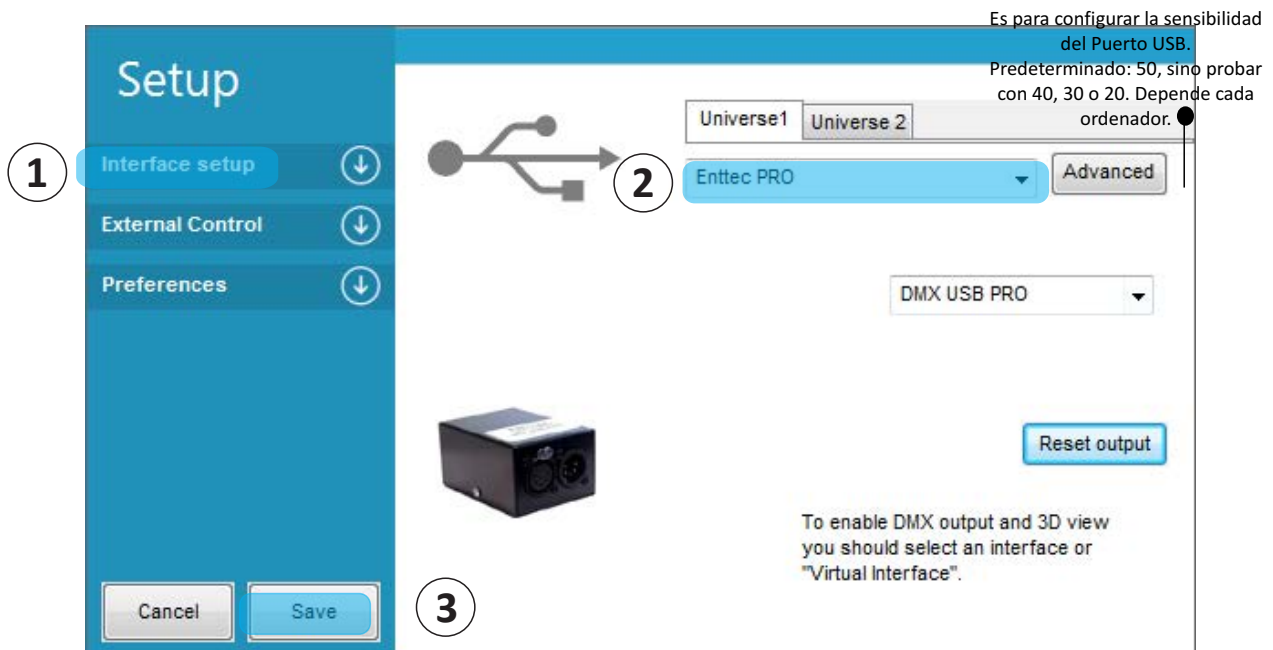 Es para configurar la sensibilidad
del Puerto USB.
Predeterminado: 50, sino probar
con 40, 30 o 20. Depende cada
ordenador.
Setup
1
Interface setup
External Control
Preferences
Cancel
Save
3
Universe1
Universe 2
2
Enttec PRO
Advanced
DMX USB PRO
Reset output
To enable DMX output and 3D view
you should select an interface or
"Virtual Interface".